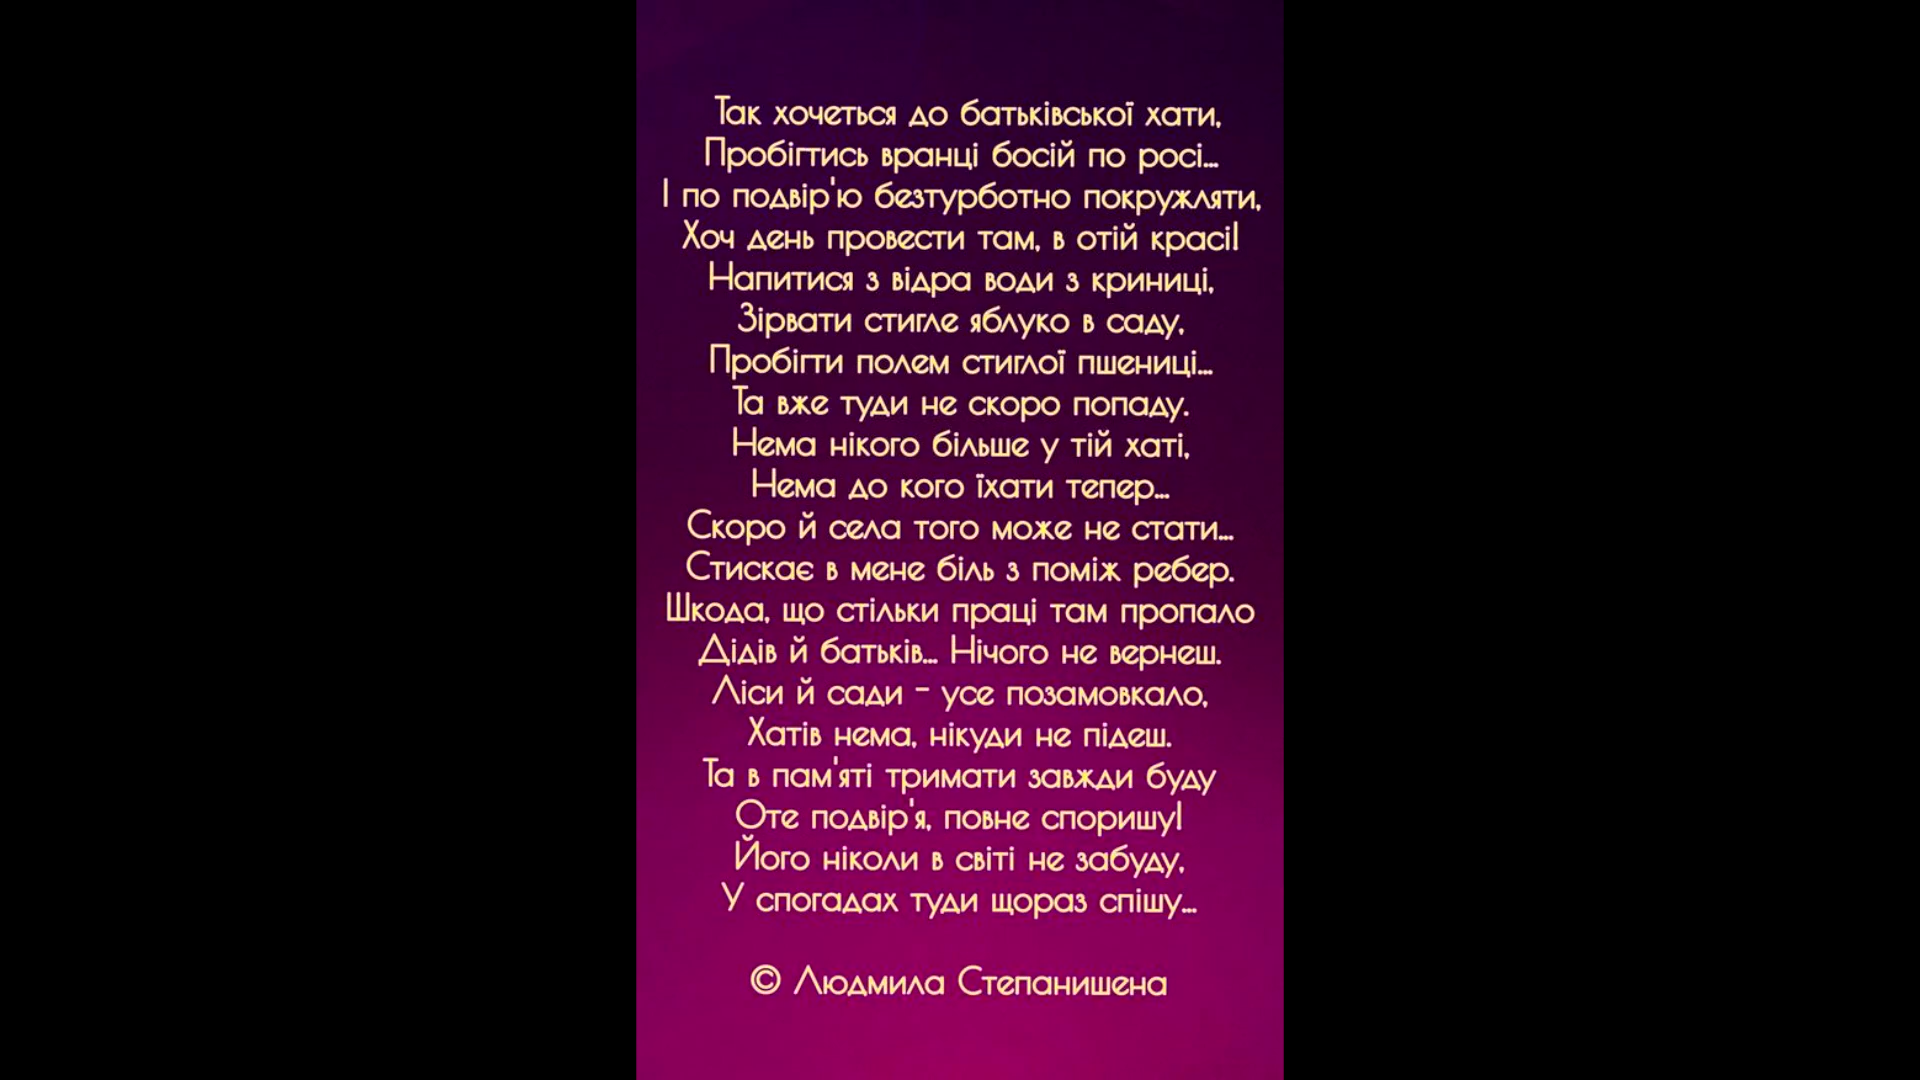 Так хочеться до батьківської хати,
Пробігтись вранці босій по росі...
І по подвір'ю безтурботно покружляти,
Хоч день провести там, в отій красі!
Напитися з відра води з криниці,
Зірвати стигле яблуко в саду,
Пробігти полем стиглої пшениці...
Та вже туди не скоро попаду.
Нема нікого більше у тій хаті,
Нема до кого їхати тепер...
Скоро й села того може не стати...
Стискає в мене біль з поміж ребер.
Шкода, що стільки праці там пропало
Дідів й батьків... Нічого не вернеш.
Ліси й сади – усе позамовкало,
Хатів нема, нікуди не підеш.
Та в пам'яті тримати завжди буду
Оте подвір'я, повне споришу!
Його ніколи в світі не забуду,
У спогадах туди щораз спішу...
© Людмила Степанишена